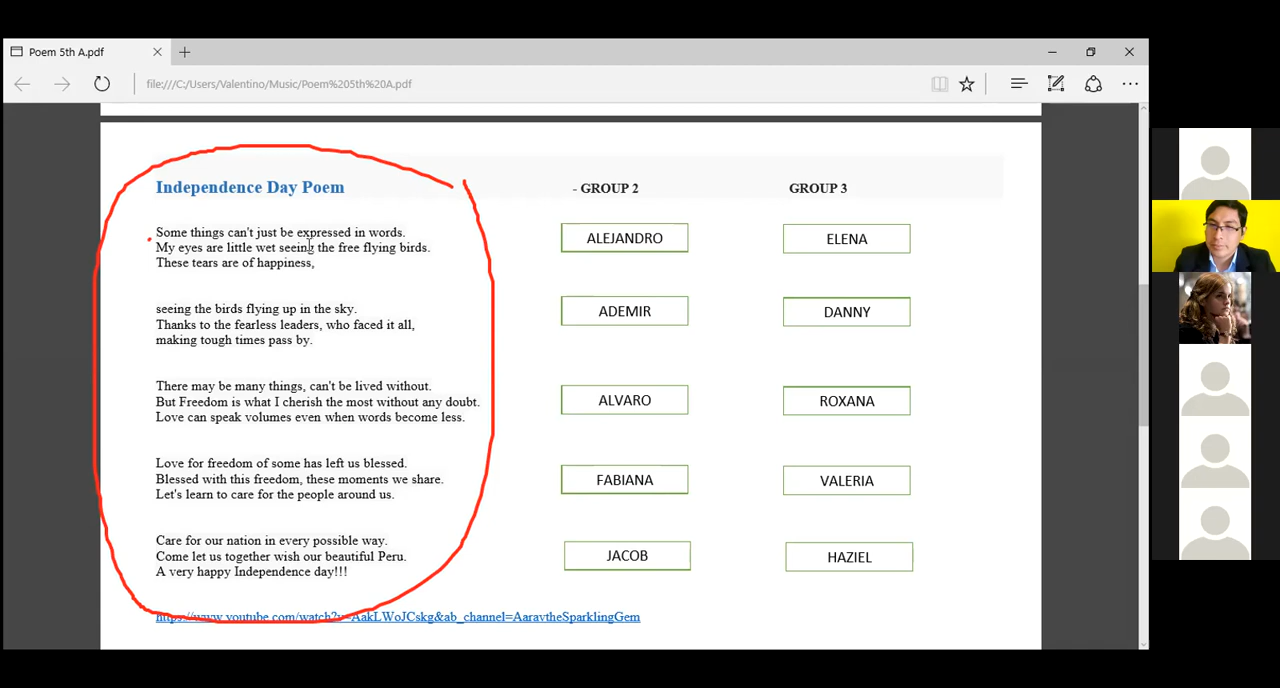 Poem 5th A.pdf
file:///C:/Users/Valentino/Music/Poem%205th%20A.pdf
Independence Day Poem
- GROUP 2
GROUP 3
Some things can't just be expressed in words.
My eyes are little wet seeing the free flying birds.
These tears are of happiness,
ALEJANDRO
ELENA
seeing the birds flying up in the sky.
Thanks to the fearless leaders, who faced it all,
making tough times pass by.
ADEMIR
DANNY
There may be many things, can't be lived without.
But Freedom is what I cherish the most without any doubt.
Love can speak volumes even when words become less.
ALVARO
ROXANA
Love for freedom of some has left us blessed.
Blessed with this freedom, these moments we share.
Let's learn to care for the people around us.
FABIANA
VALERIA
Care for our nation in every possible way.
Come let us together wish our beautiful Peru.
A very happy Independence day!!!
JACOB
HAZIEL
https://www.youtube.com/watch?v=AakLWoJCskg&ab_channel=AaravtheSparklingGem